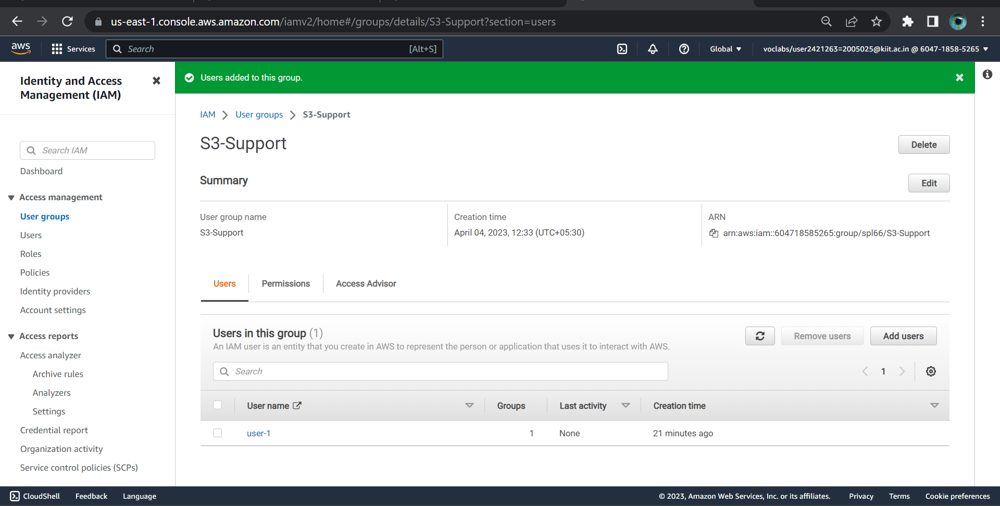 us-east-1.console.aws.amazon.com/iamv2/home#/groups/details/S3-Support?section=users
aws Services Search [Alt+S] Global voclabs/user2421263=2005025@kiit.ac.in @ 6047-1858-5265
Identity and Access
Management (IAM)
Search IAM
Dashboard
Access management
User groups
Users
Roles
Policies
Identity providers
Account settings
Access reports
Access analyzer
Archive rules
Analyzers
Settings
Credential report
Organization activity
Service control policies (SCPs)
Users added to this group.
IAM User groups S3-Support
S3-Support Delete
Summary Edit
User group name
S3-Support
Creation time
April 04, 2023, 12:33 (UTC+05:30)
ARN
arn:aws:iam::604718585265:group/spl66/S3-Support
Users Permissions Access Advisor
Users in this group (1)
An IAM user is an entity that you create in AWS to represent the person or application that uses it to interact with AWS.
Remove users Add users
Search 1
User name Groups Last activity Creation time
user-1 1 None 21 minutes ago
CloudShell Feedback Language © 2023, Amazon Web Services, Inc. or its affiliates. Privacy Terms Cookie preferences